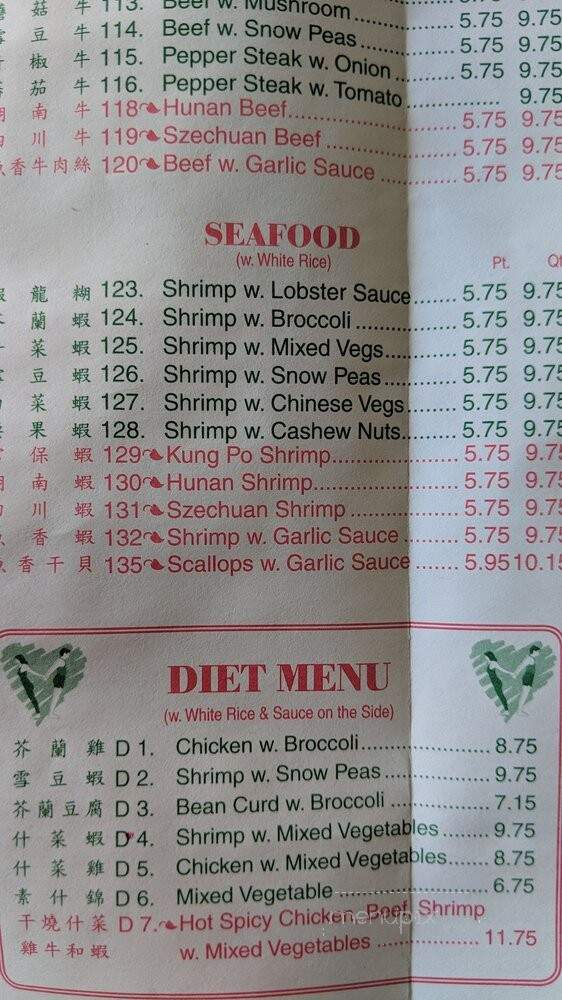 菇 牛 113. Beef w. Mushroom 5.75 9.75
豆 牛 114. Beef w. Snow Peas 5.75 9.75
椒 牛 115. Pepper Steak w. Onion 5.75 9.75
茄 牛 116. Pepper Steak w. Tomato 9.75
南 牛 118 Hunan Beef 5.75 9.75
川 牛 119 Szechuan Beef 5.75 9.75
香牛肉絲 120 Beef w. Garlic Sauce 5.75 9.75
SEAFOOD
(w. White Rice)
Pt. Qt
龍 糊 123. Shrimp w. Lobster Sauce 5.75 9.75
蘭 蝦 124. Shrimp w. Broccoli 5.75 9.75
菜 蝦 125. Shrimp w. Mixed Vegs 5.75 9.75
豆 蝦 126. Shrimp w. Snow Peas 5.75 9.75
菜 蝦 127. Shrimp w. Chinese Vegs 5.75 9.75
果 蝦 128. Shrimp w. Cashew Nuts 5.75 9.75
保 蝦 129 Kung Po Shrimp 5.75 9.75
南 蝦 130 Hunan Shrimp 5.75 9.75
川 蝦 131 Szechuan Shrimp 5.75 9.75
香 蝦 132 Shrimp w. Garlic Sauce 5.75 9.75
香干貝 135 Scallops w. Garlic Sauce 5.95 10.15
DIET MENU
(w. White Rice & Sauce on the Side)
芥 蘭 雞 D 1. Chicken w. Broccoli 8.75
雪 豆 蝦 D 2. Shrimp w. Snow Peas 9.75
芥蘭豆腐 D 3. Bean Curd w. Broccoli 7.15
什 菜 蝦 D 4. Shrimp w. Mixed Vegetables 9.75
什 菜 雞 D 5. Chicken w. Mixed Vegetables 8.75
素 什 錦 D 6. Mixed Vegetable 6.75
干燒什菜 D 7. Hot Spicy Chicken, Beef, Shrimp
雞牛和蝦 w. Mixed Vegetables 11.75
menupix